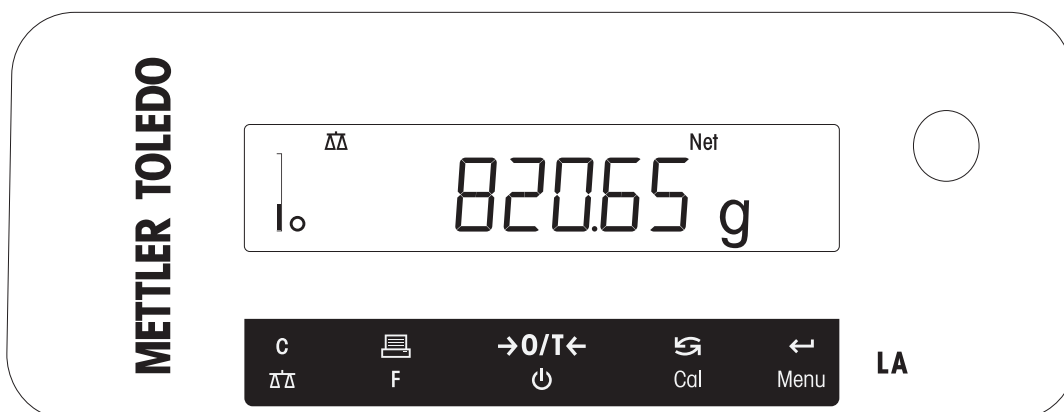 METTLER TOLEDO
Net
820.65 g
C
→0/T←
F
Cal
Menu
LA